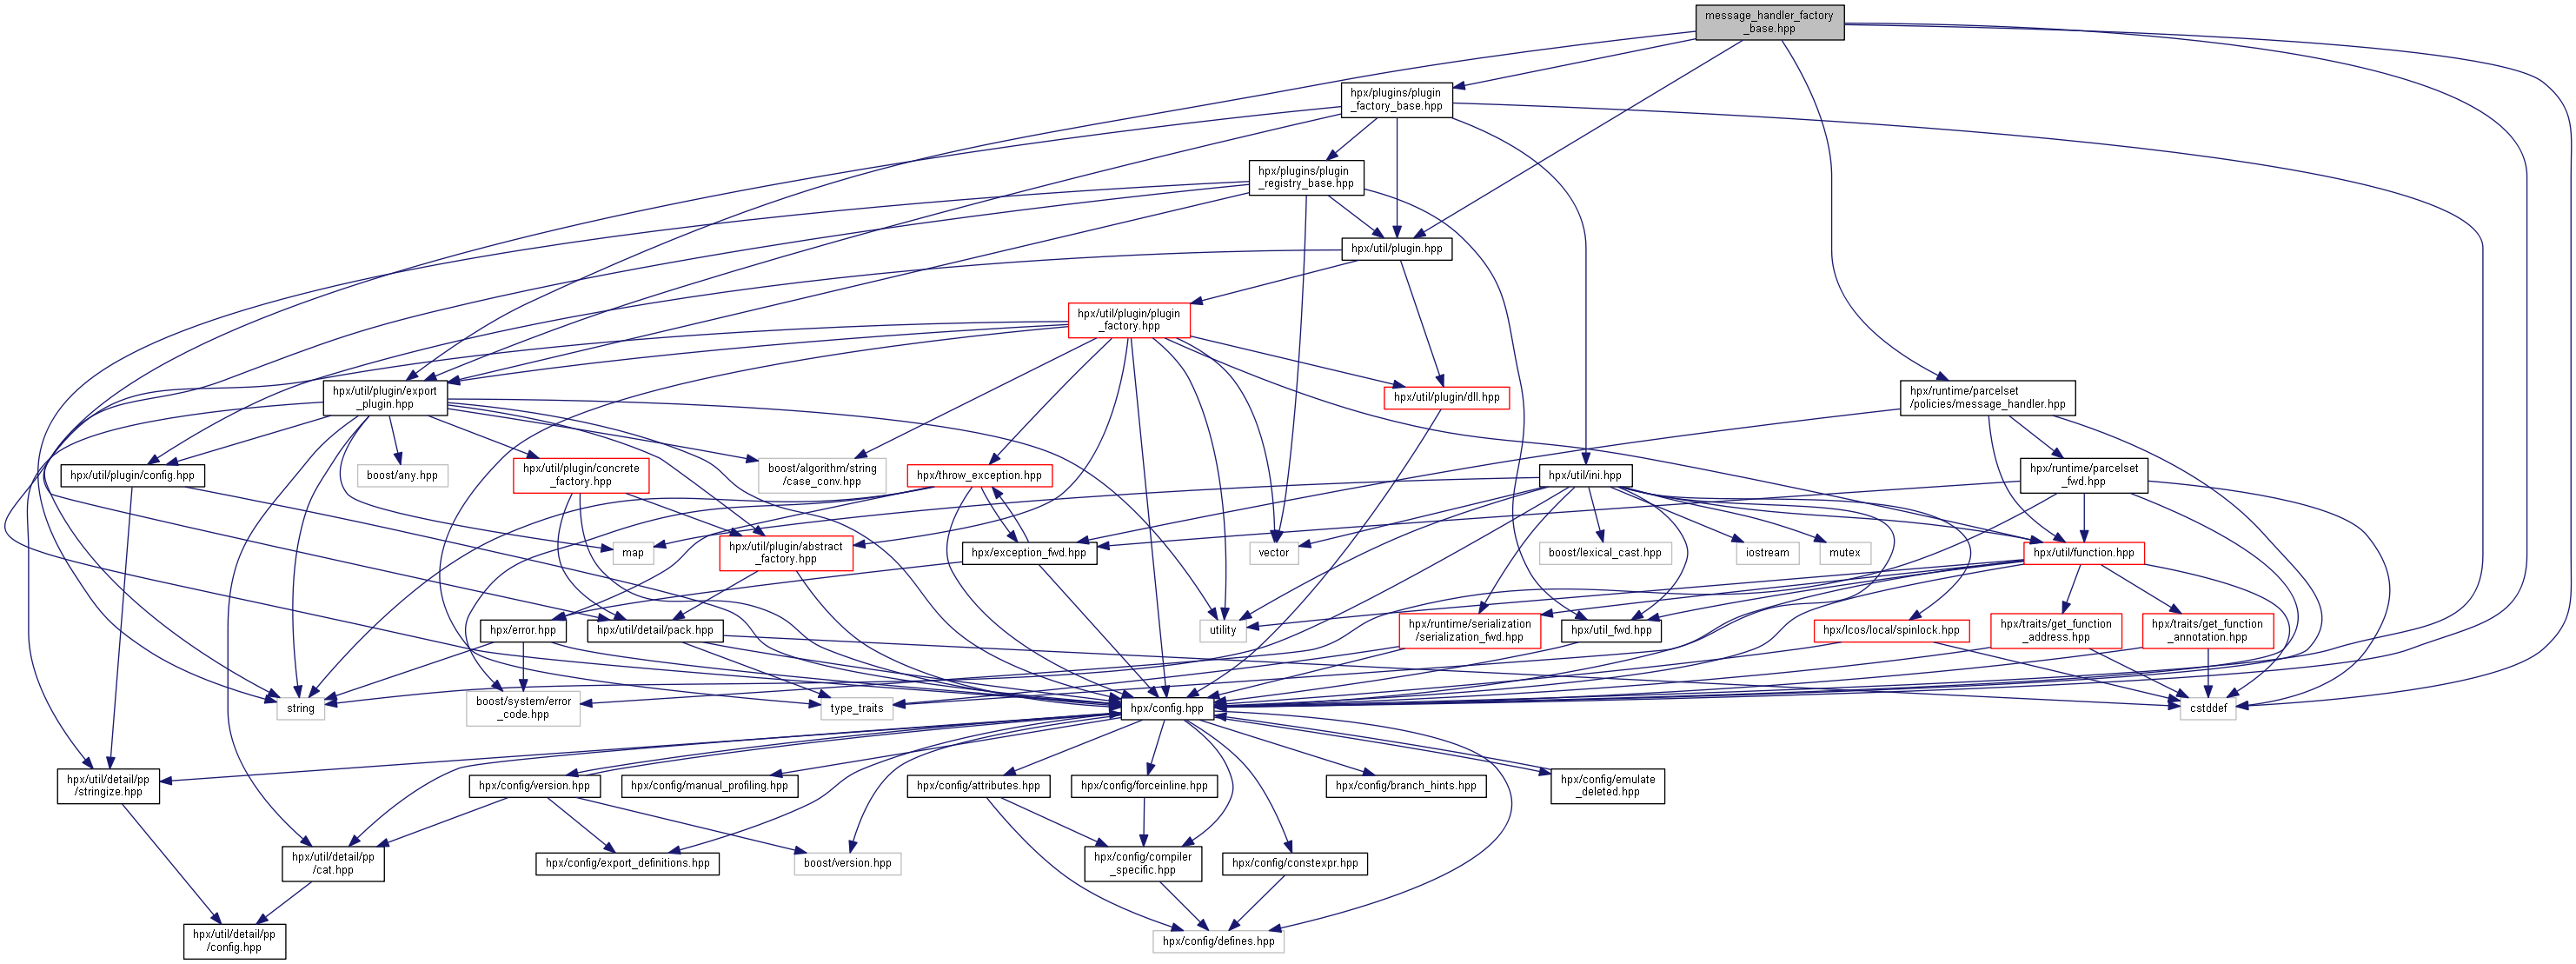 message_handler_factory
_base.hpp
hpx/plugins/plugin
_factory_base.hpp
hpx/plugins/plugin
_registry_base.hpp
hpx/util/plugin.hpp
hpx/util/plugin/plugin
_factory.hpp
hpx/util/plugin/export
_plugin.hpp
hpx/util/plugin/dll.hpp
hpx/runtime/parcelset
/policies/message_handler.hpp
hpx/util/plugin/config.hpp
boost/any.hpp
hpx/util/plugin/concrete
_factory.hpp
boost/algorithm/string
/case_conv.hpp
hpx/throw_exception.hpp
hpx/util/ini.hpp
hpx/runtime/parcelset
_fwd.hpp
map
hpx/util/plugin/abstract
_factory.hpp
hpx/exception_fwd.hpp
vector
boost/lexical_cast.hpp
iostream
mutex
hpx/util/function.hpp
hpx/error.hpp
hpx/util/detail/pack.hpp
utility
hpx/runtime/serialization
/serialization_fwd.hpp
hpx/util_fwd.hpp
hpx/lcos/local/spinlock.hpp
hpx/traits/get_function
_address.hpp
hpx/traits/get_function
_annotation.hpp
string
boost/system/error
_code.hpp
type_traits
hpx/config.hpp
cstddef
hpx/util/detail/pp
/stringize.hpp
hpx/config/version.hpp
hpx/config/manual_profiling.hpp
hpx/config/attributes.hpp
hpx/config/forceinline.hpp
hpx/config/branch_hints.hpp
hpx/config/emulate
_deleted.hpp
hpx/util/detail/pp
/cat.hpp
hpx/config/export_definitions.hpp
boost/version.hpp
hpx/config/compiler
_specific.hpp
hpx/config/constexpr.hpp
hpx/util/detail/pp
/config.hpp
hpx/config/defines.hpp